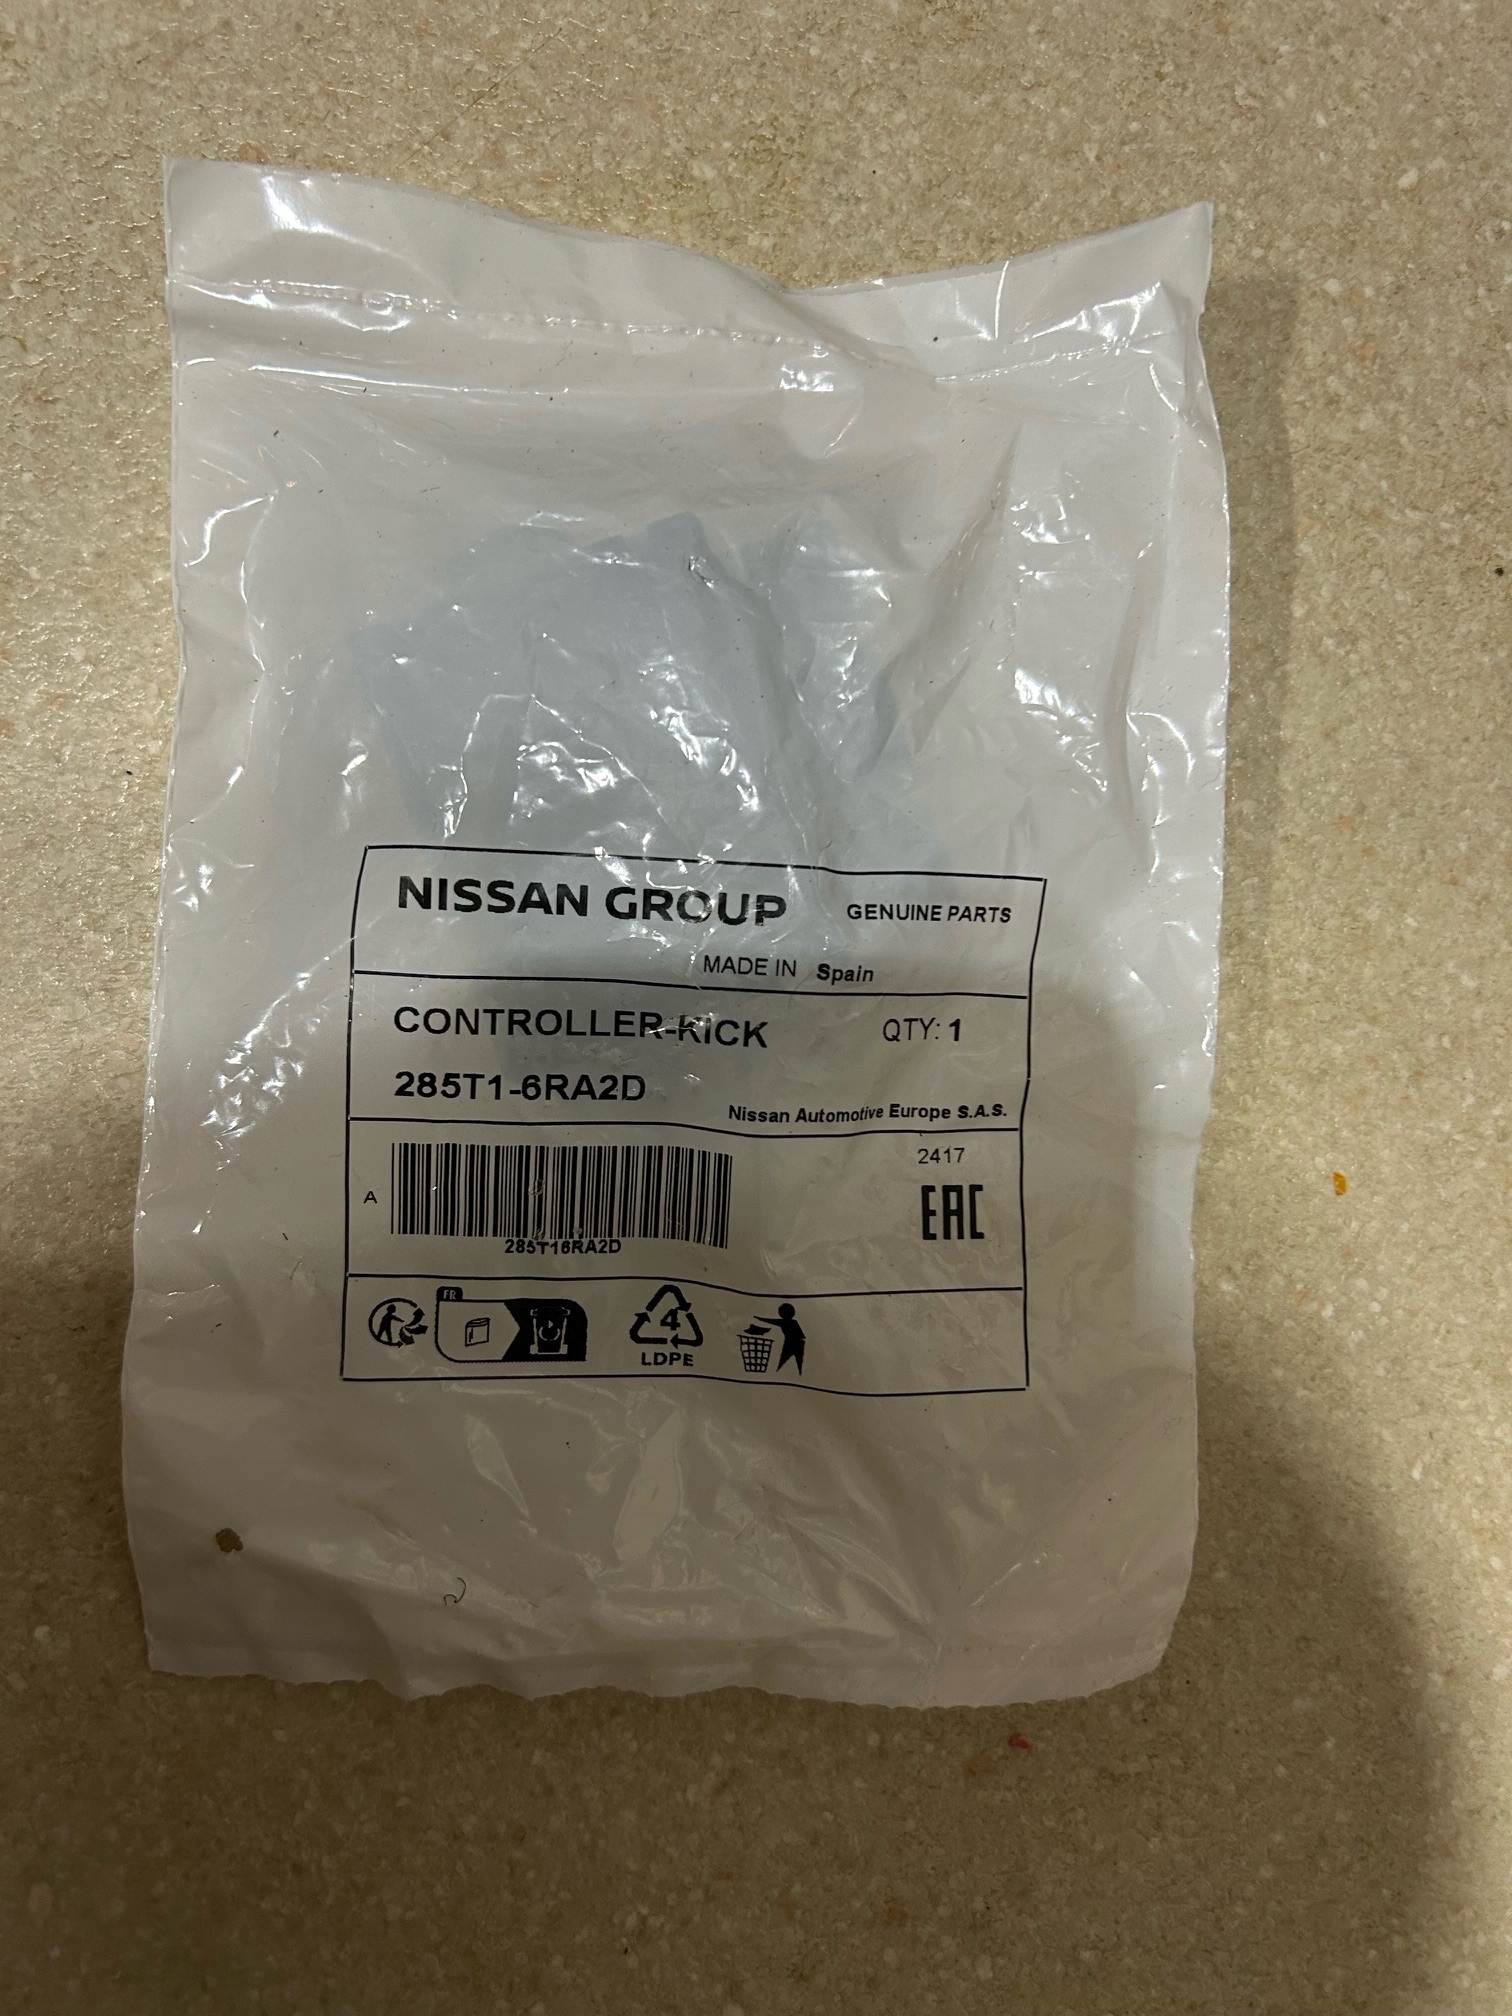 NISSAN GROUP GENUINE PARTS
MADE IN Spain
CONTROLLER-KICK QTY: 1
285T1-6RA2D
Nissan Automotive Europe S.A.S.
2417
A
EAC
285T16RA2D
FR
4
LDPE